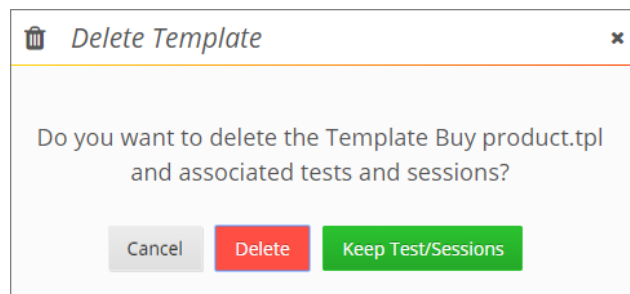 Delete Template
Do you want to delete the Template Buy product.tpl
and associated tests and sessions?
Cancel Delete Keep Test/Sessions